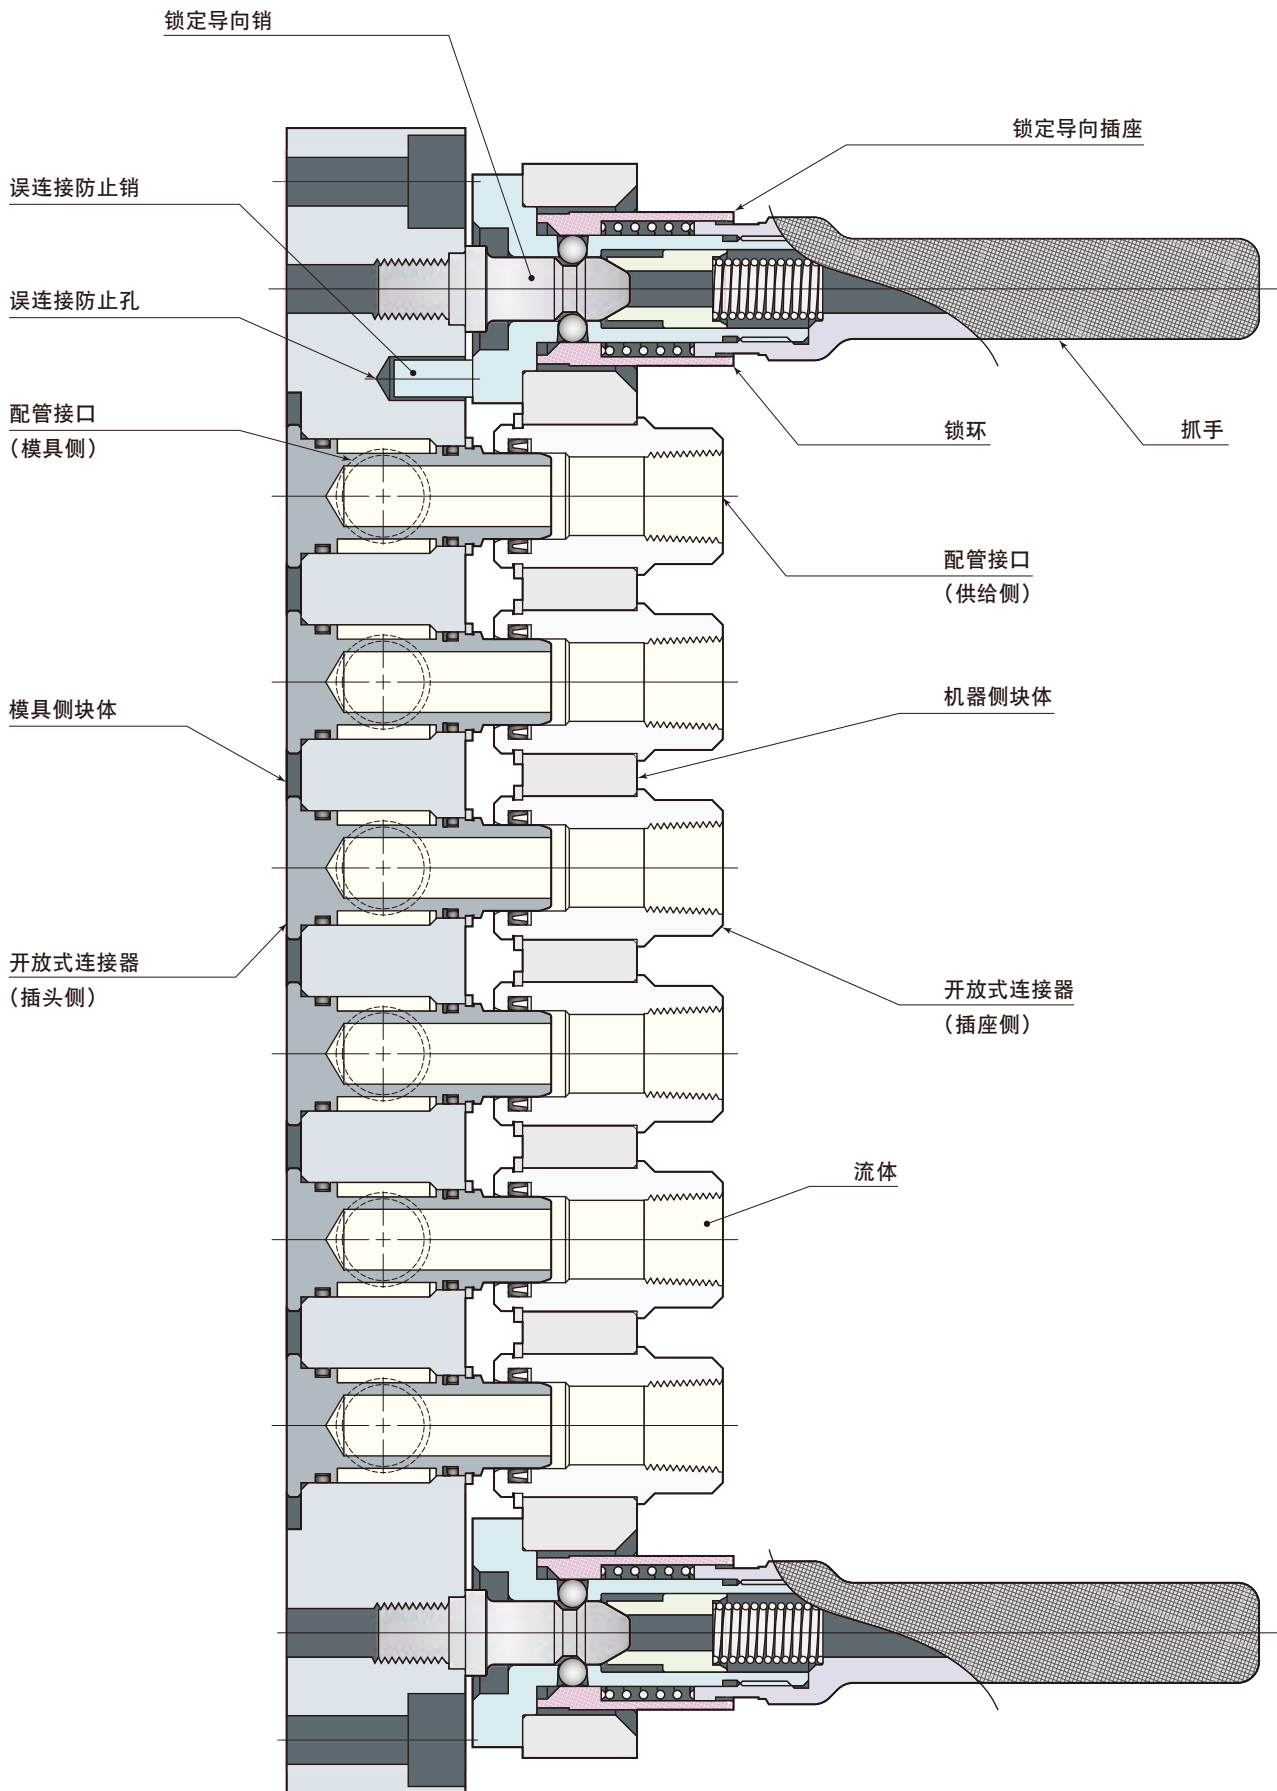 锁定导向销
锁定导向插座
误连接防止销
误连接防止孔
配管接口
（模具侧）
锁环
抓手
配管接口
（供给侧）
模具侧块体
机器侧块体
开放式连接器
（插头侧）
开放式连接器
（插座侧）
流体